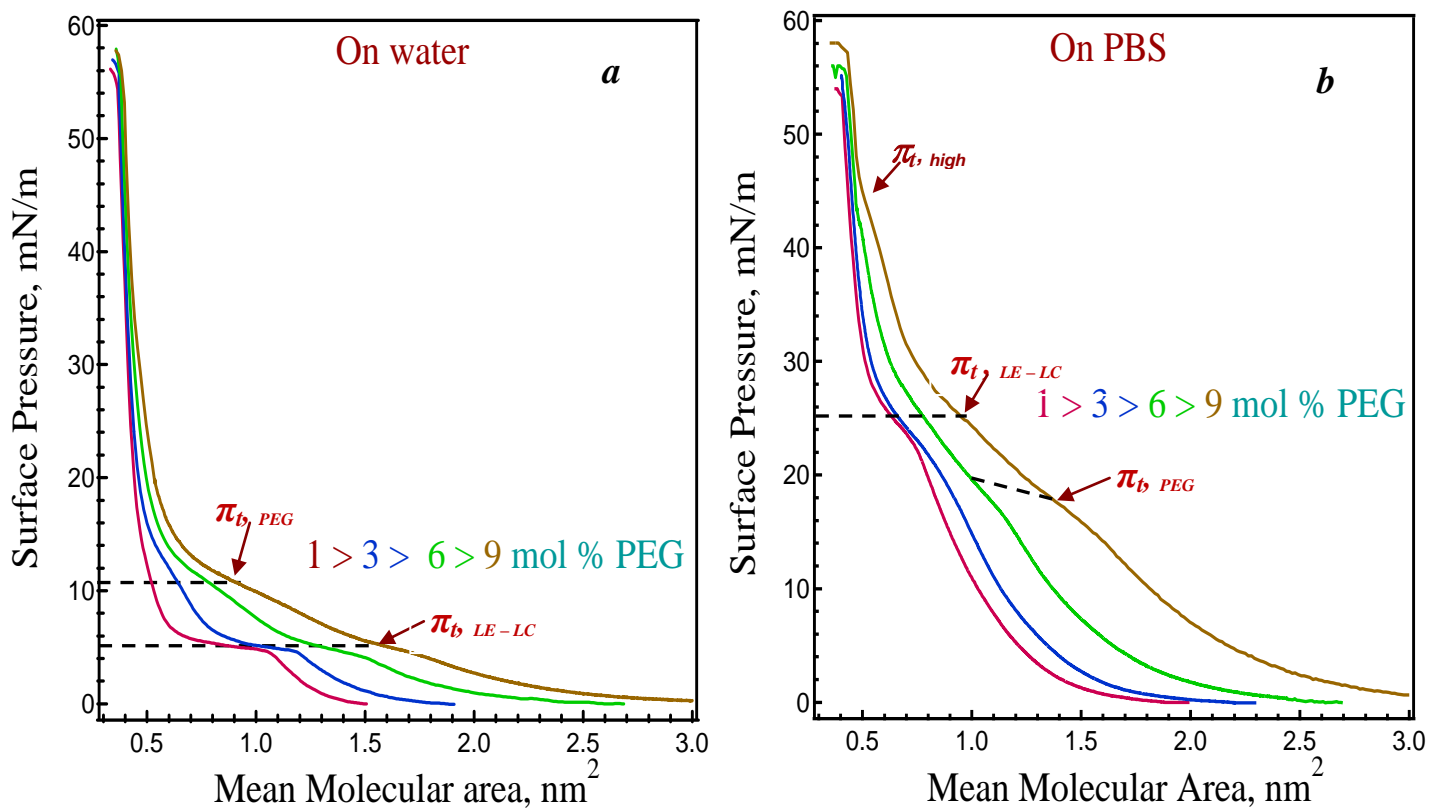 On water
a
60
50
40
30
20
10
0
Surface Pressure, mN/m
πt, PEG
1 > 3 > 6 > 9 mol % PEG
πt, LE – LC
0.5 1.0 1.5 2.0 2.5 3.0
Mean Molecular area, nm2
On PBS
b
60
50
40
30
20
10
0
Surface Pressure, mN/m
πt, high
πt, LE – LC
1 > 3 > 6 > 9 mol % PEG
πt, PEG
0.5 1.0 1.5 2.0 2.5 3.0
Mean Molecular Area, nm2